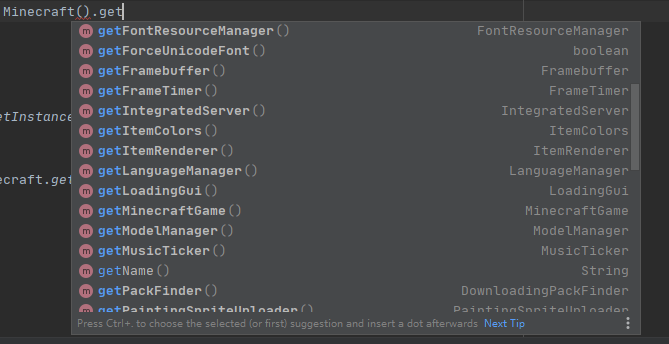 Minecraft().get
getFontResourceManager() FontResourceManager
getForceUnicodeFont() boolean
getFramebuffer() Framebuffer
getFrameTimer() FrameTimer
etInstance
getIntegratedServer() IntegratedServer
getItemColors() ItemColors
getItemRenderer() ItemRenderer
getLanguageManager() LanguageManager
ecraft.get
getLoadingGui() LoadingGui
getMinecraftGame() MinecraftGame
getModelManager() ModelManager
getMusicTicker() MusicTicker
getName() String
getPackFinder() DownloadingPackFinder
getPaintingSpriteUploader() PaintingSpriteUploader
Press Ctrl+. to choose the selected (or first) suggestion and insert a dot afterwards Next Tip